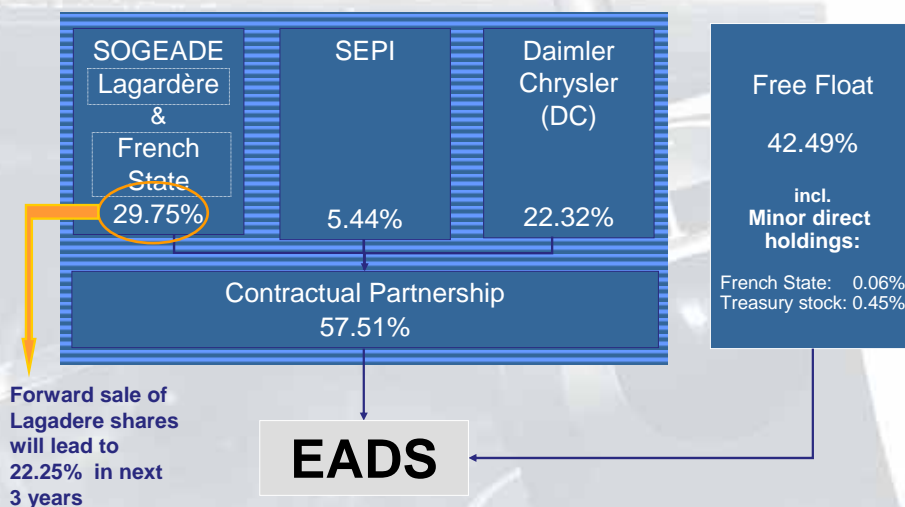 SOGEADE
Lagardère
&
French
State
29.75%
SEPI
5.44%
Daimler
Chrysler
(DC)
22.32%
Free Float
42.49%
incl.
Minor direct
holdings:
French State: 0.06%
Treasury stock: 0.45%
Contractual Partnership
57.51%
Forward sale of
Lagadere shares
will lead to
22.25% in next
3 years
EADS